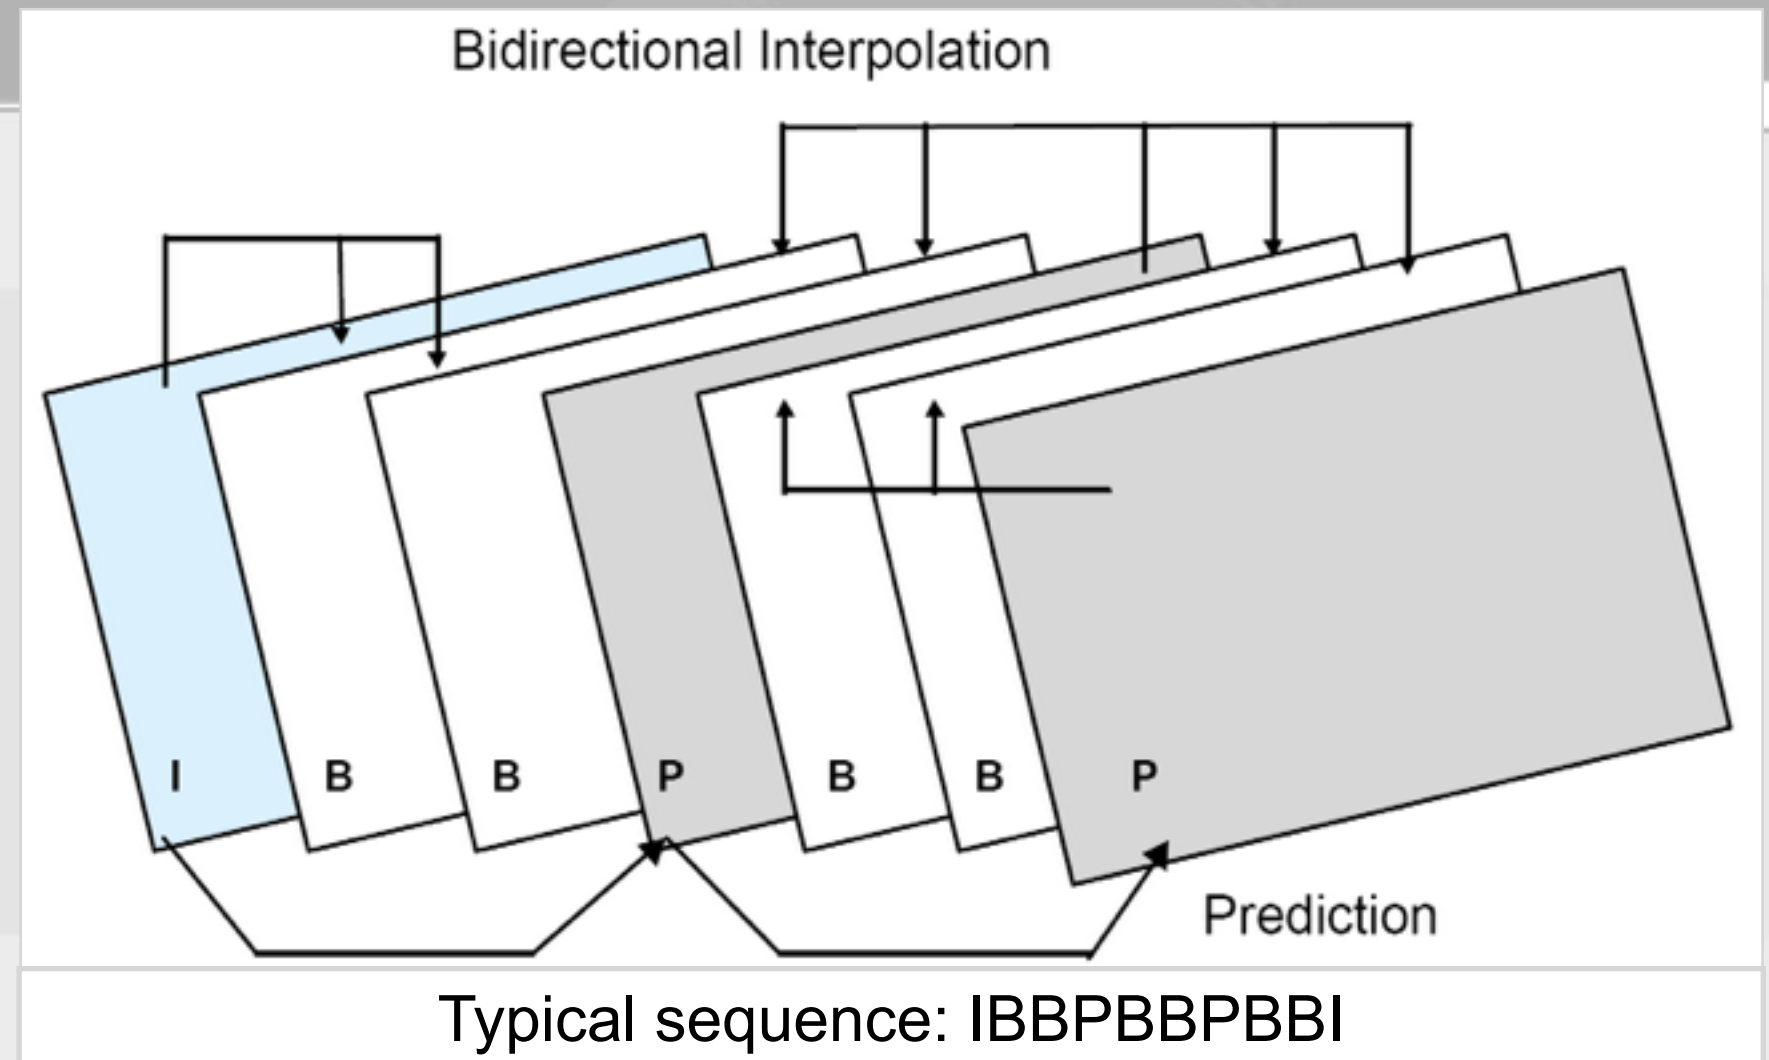 Bidirectional Interpolation
I B B P B B P
Prediction
Typical sequence: IBBPBBPBBI